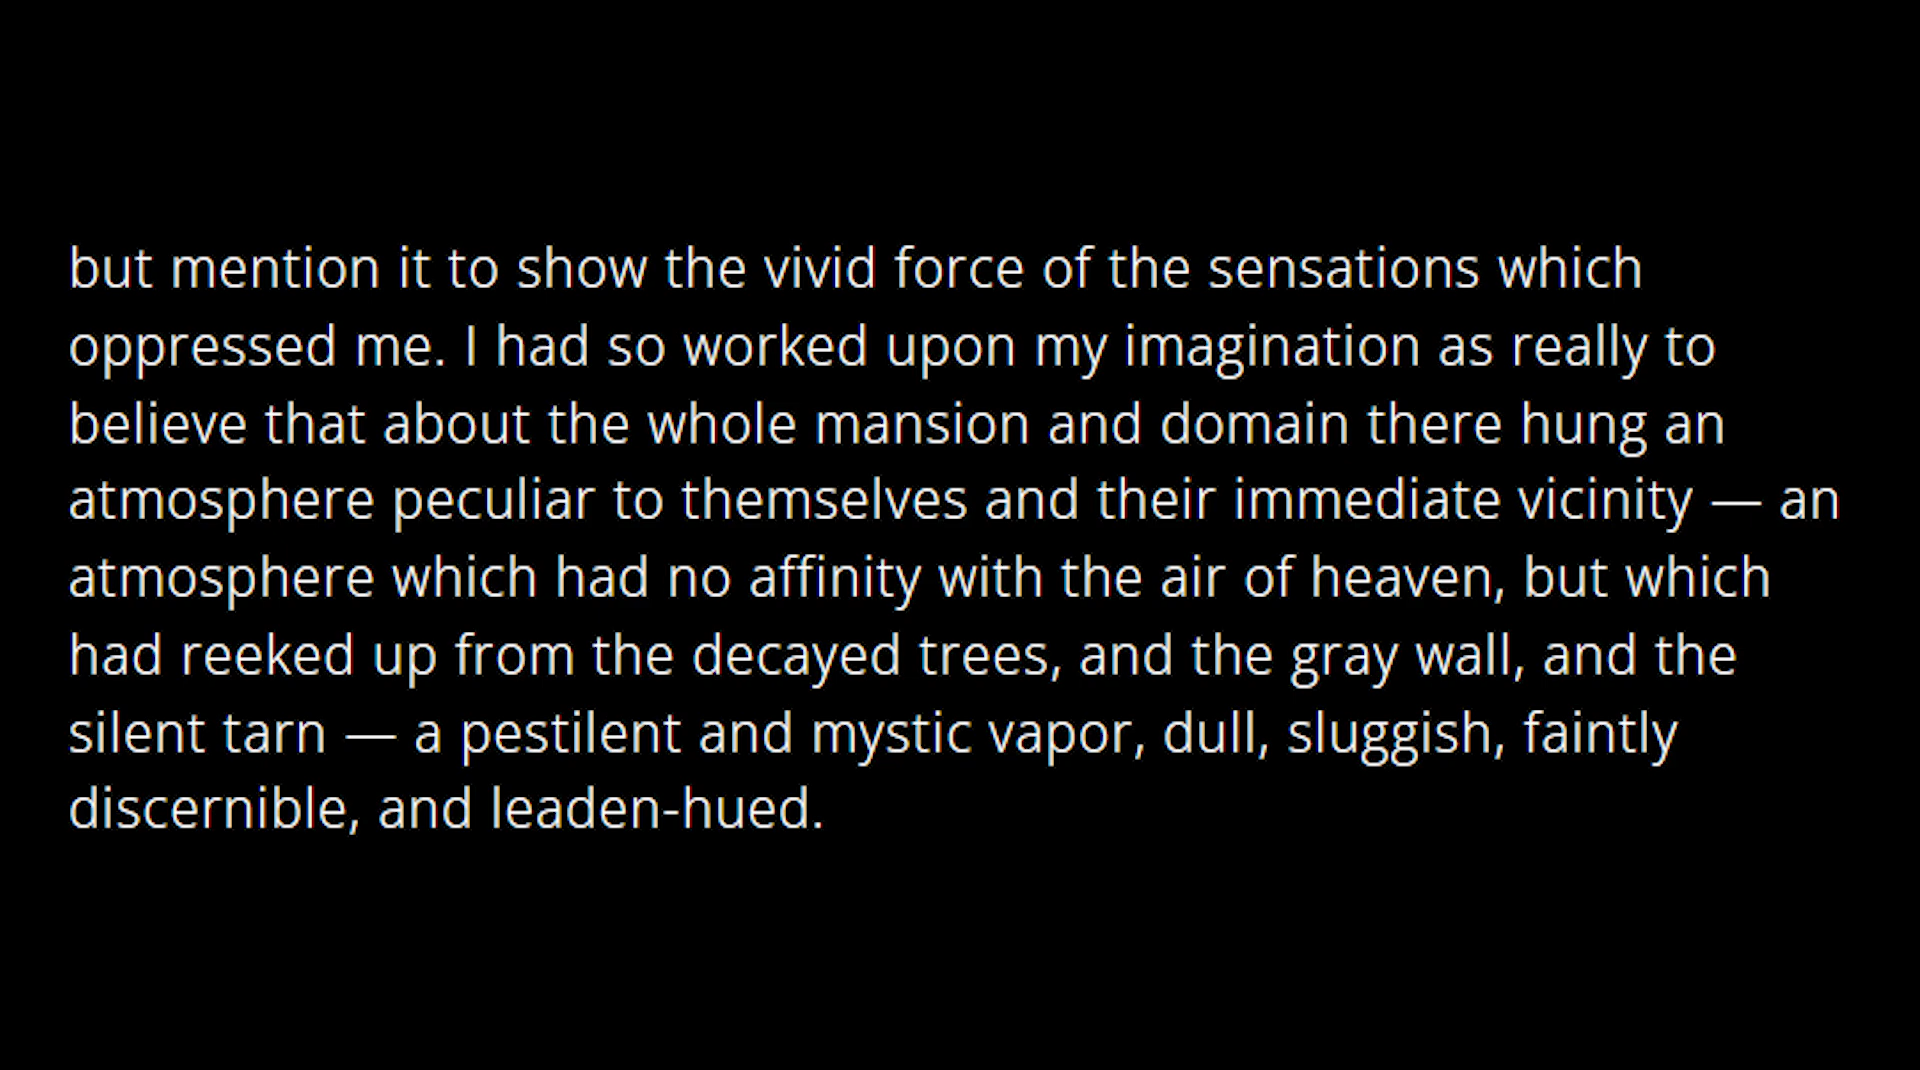 but mention it to show the vivid force of the sensations which
oppressed me. I had so worked upon my imagination as really to
believe that about the whole mansion and domain there hung an
atmosphere peculiar to themselves and their immediate vicinity — an
atmosphere which had no affinity with the air of heaven, but which
had reeked up from the decayed trees, and the gray wall, and the
silent tarn — a pestilent and mystic vapor, dull, sluggish, faintly
discernible, and leaden-hued.